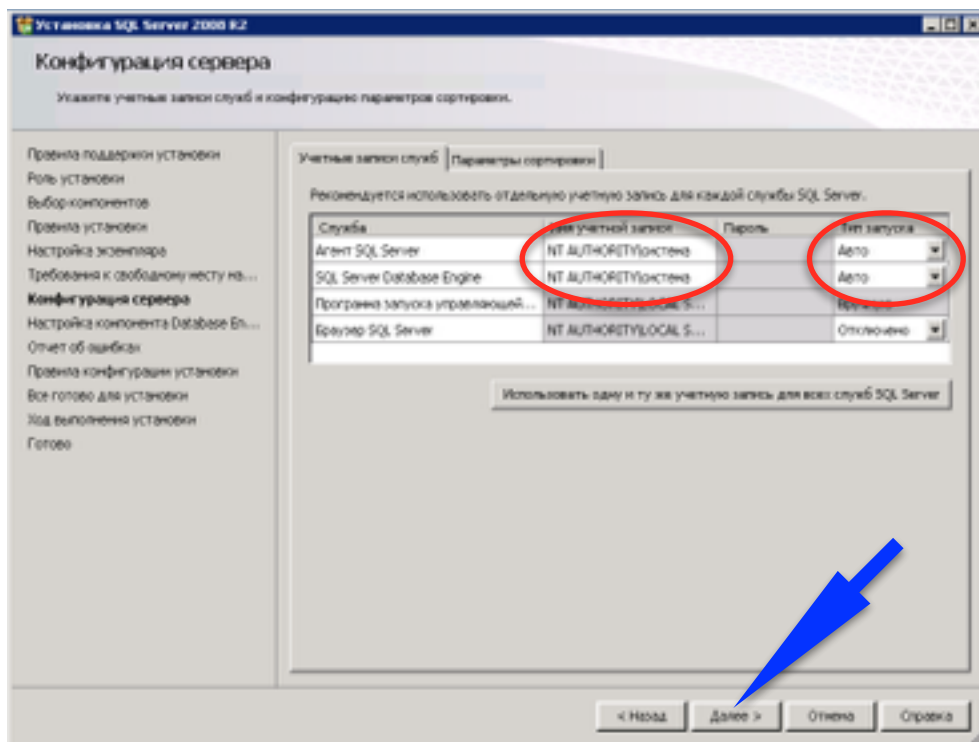 Установка SQL Server 2008 R2
Конфигурация сервера
Укажите учетные записи служб и конфигурацию параметров сортировки.
Правила поддержки установки
Роль установки
Выбор компонентов
Правила установки
Настройка экземпляра
Требования к свободному месту на...
Конфигурация сервера
Настройка компонента Database En...
Отчет об ошибках
Правила конфигурации установки
Все готово для установки
Ход выполнения установки
Готово
Учетные записи служб Параметры сортировки
Рекомендуется использовать отдельную учетную запись для каждой службы SQL Server.
Служба Имя учетной записи Пароль Тип запуска
Агент SQL Server NT AUTHORITY\система Авто
SQL Server Database Engine NT AUTHORITY\система Авто
Программа запуска управляющей... NT AUTHORITY\LOCAL S... Вручную
Браузер SQL Server NT AUTHORITY\LOCAL S... Отключено
Использовать одну и ту же учетную запись для всех служб SQL Server
< Назад Далее > Отмена Справка